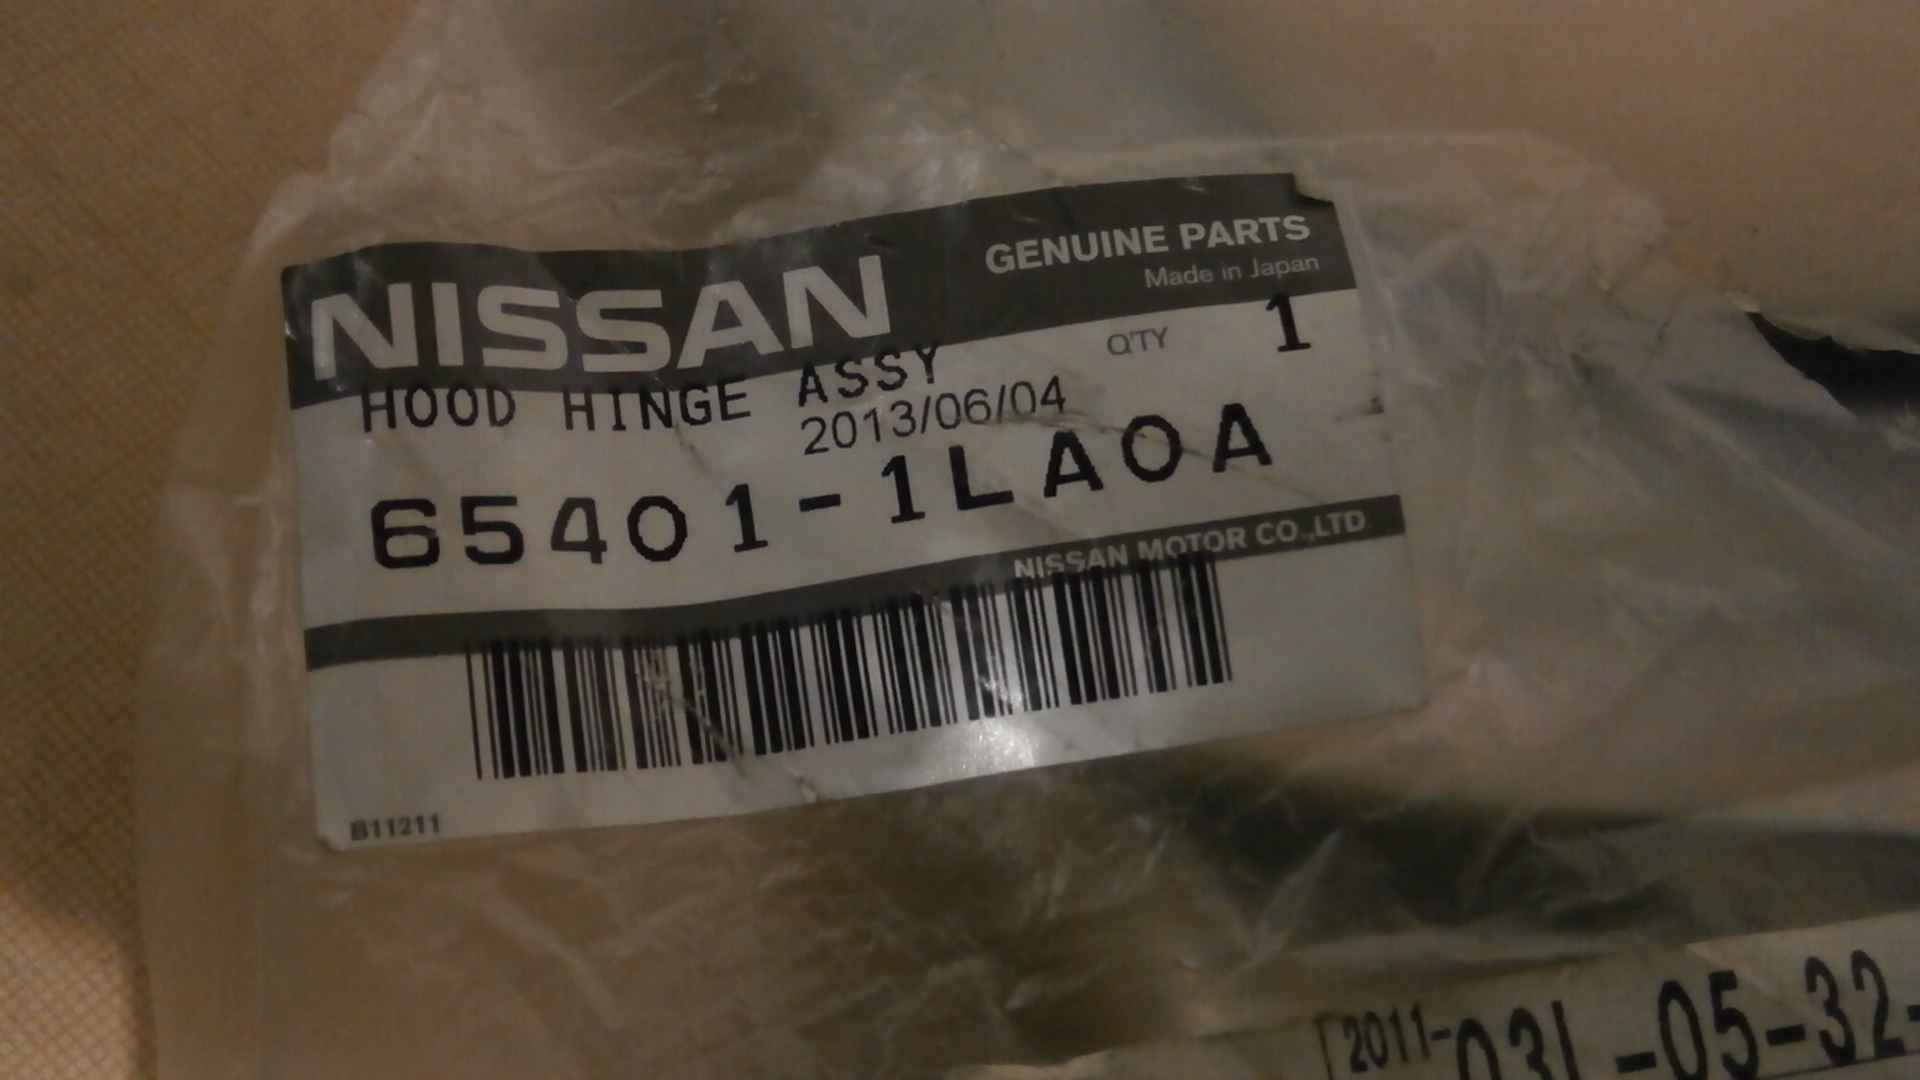 NISSAN
GENUINE PARTS
Made in Japan
HOOD HINGE ASSY
Q'TY 1
2013/06/04
65401-1LA0A
NISSAN MOTOR CO.,LTD
B11211
2011-03L-05-32-